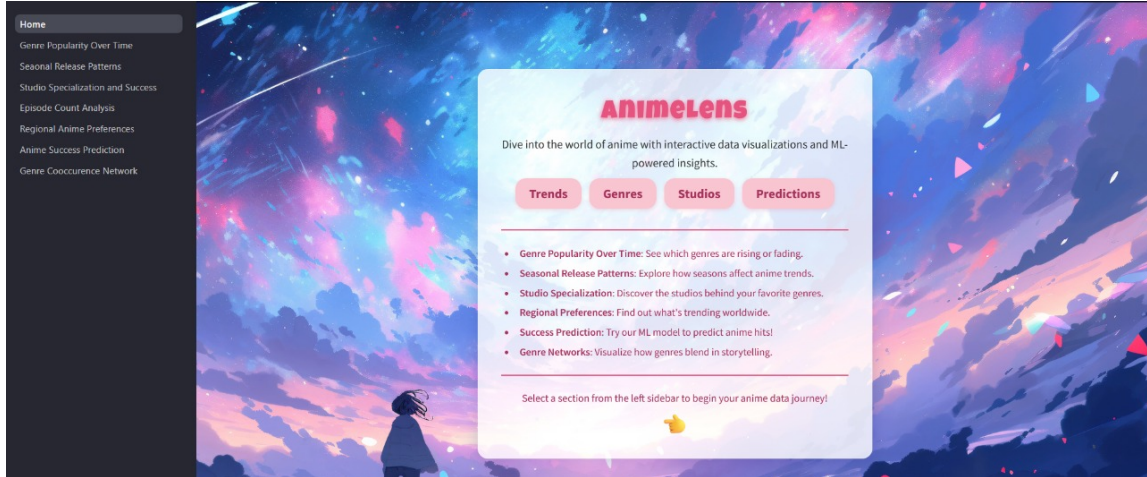 Home
Genre Popularity Over Time
Seaonal Release Patterns
Studio Specialization and Success
Episode Count Analysis
Regional Anime Preferences
Anime Success Prediction
Genre Cooccurence Network
AnimeLens
Dive into the world of anime with interactive data visualizations and ML-
powered insights.
Trends Genres Studios Predictions
• Genre Popularity Over Time: See which genres are rising or fading.
• Seasonal Release Patterns: Explore how seasons affect anime trends.
• Studio Specialization: Discover the studios behind your favorite genres.
• Regional Preferences: Find out what's trending worldwide.
• Success Prediction: Try our ML model to predict anime hits!
• Genre Networks: Visualize how genres blend in storytelling.
Select a section from the left sidebar to begin your anime data journey!